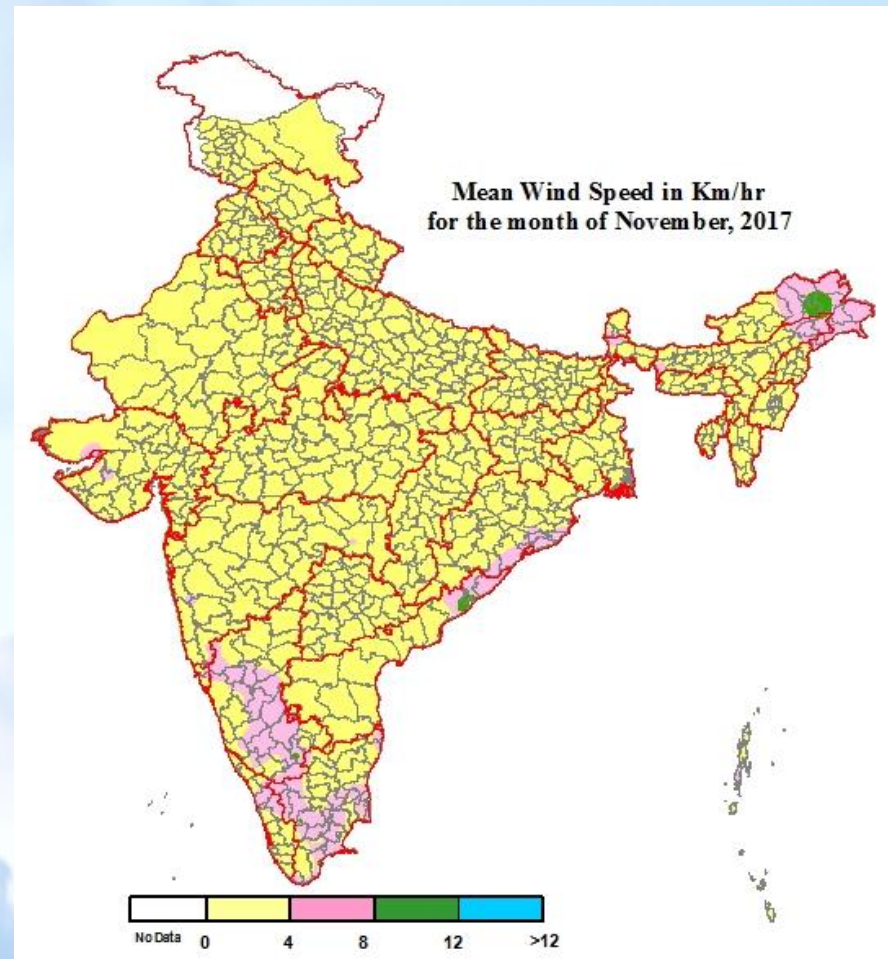 Mean Wind Speed in Km/hr
for the month of November, 2017
No Data 0 4 8 12 >12